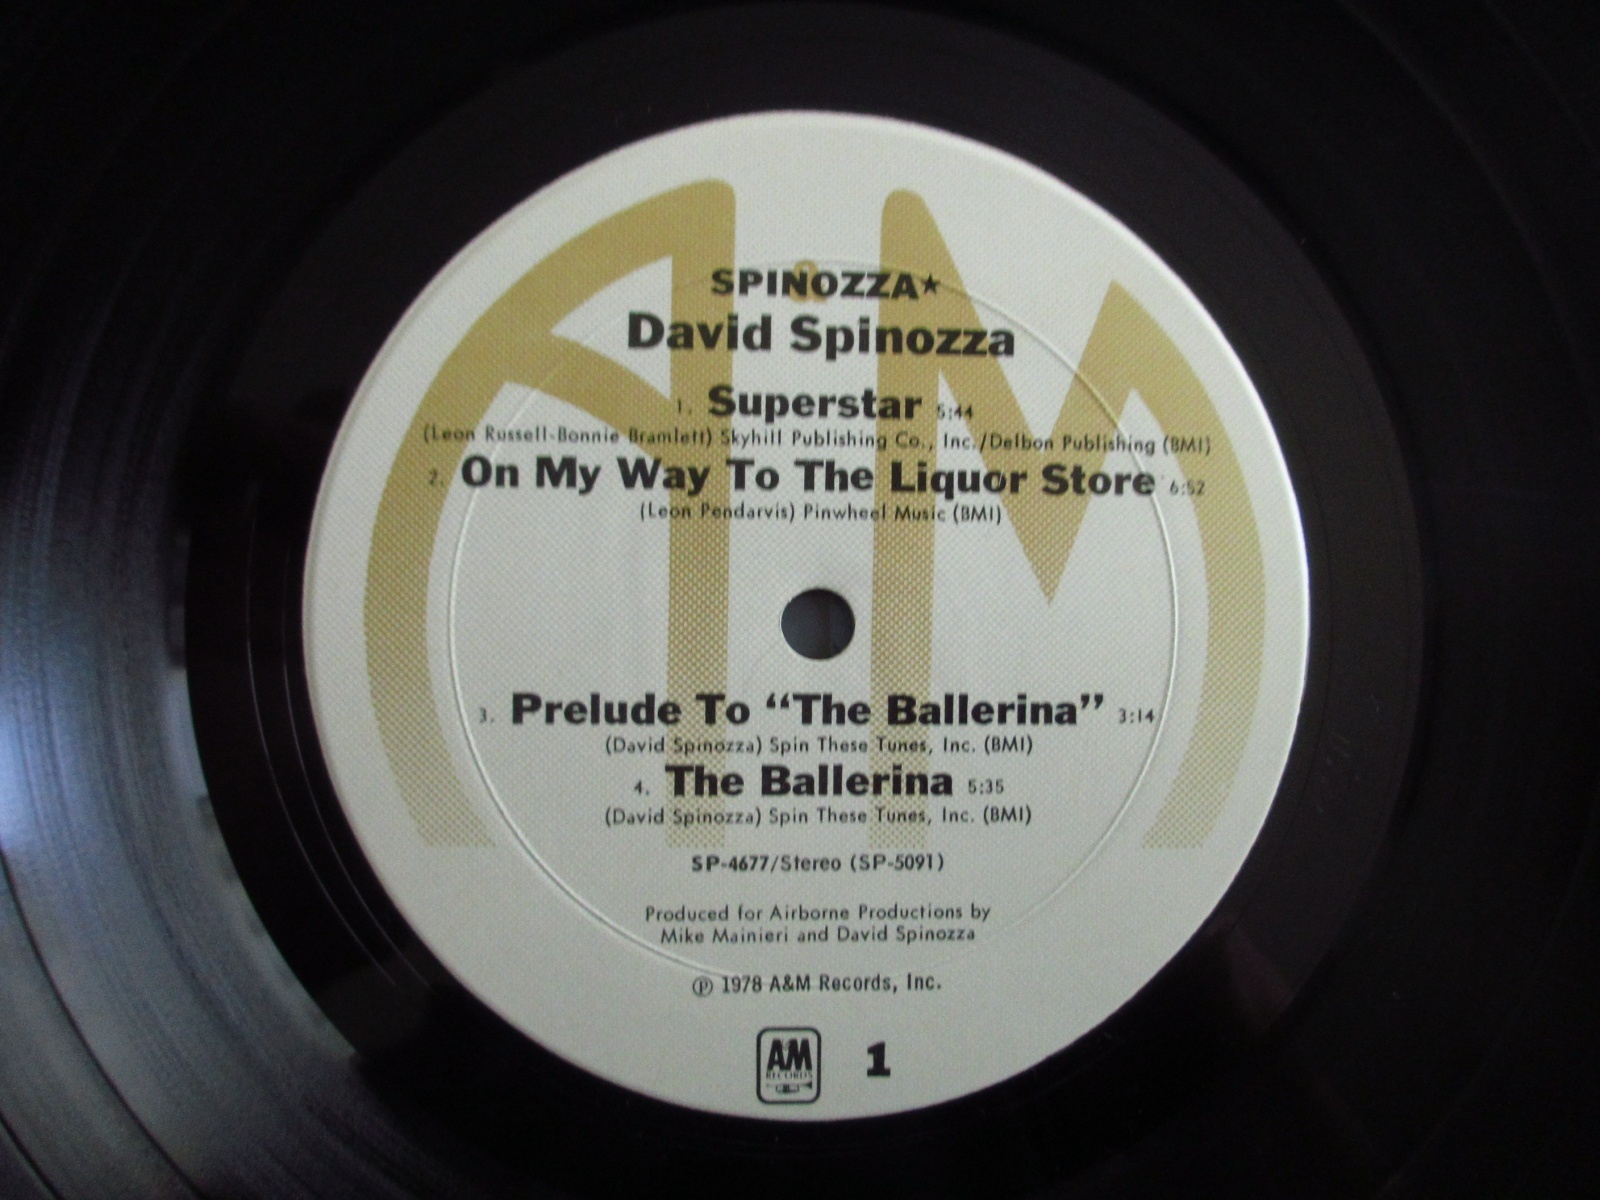 SPINOZZA★
David Spinozza
1. Superstar 5:44
(Leon Russell-Bonnie Bramlett) Skyhill Publishing Co., Inc./Delbon Publishing (BMI)
2. On My Way To The Liquor Store 6:52
(Leon Pendarvis) Pinwheel Music (BMI)
3. Prelude To “The Ballerina” 3:14
(David Spinozza) Spin These Tunes, Inc. (BMI)
4. The Ballerina 5:35
(David Spinozza) Spin These Tunes, Inc. (BMI)
SP-4677/Stereo (SP-5091)
Produced for Airborne Productions by
Mike Mainieri and David Spinozza
℗ 1978 A&M Records, Inc.
A&M 1
RECORDS